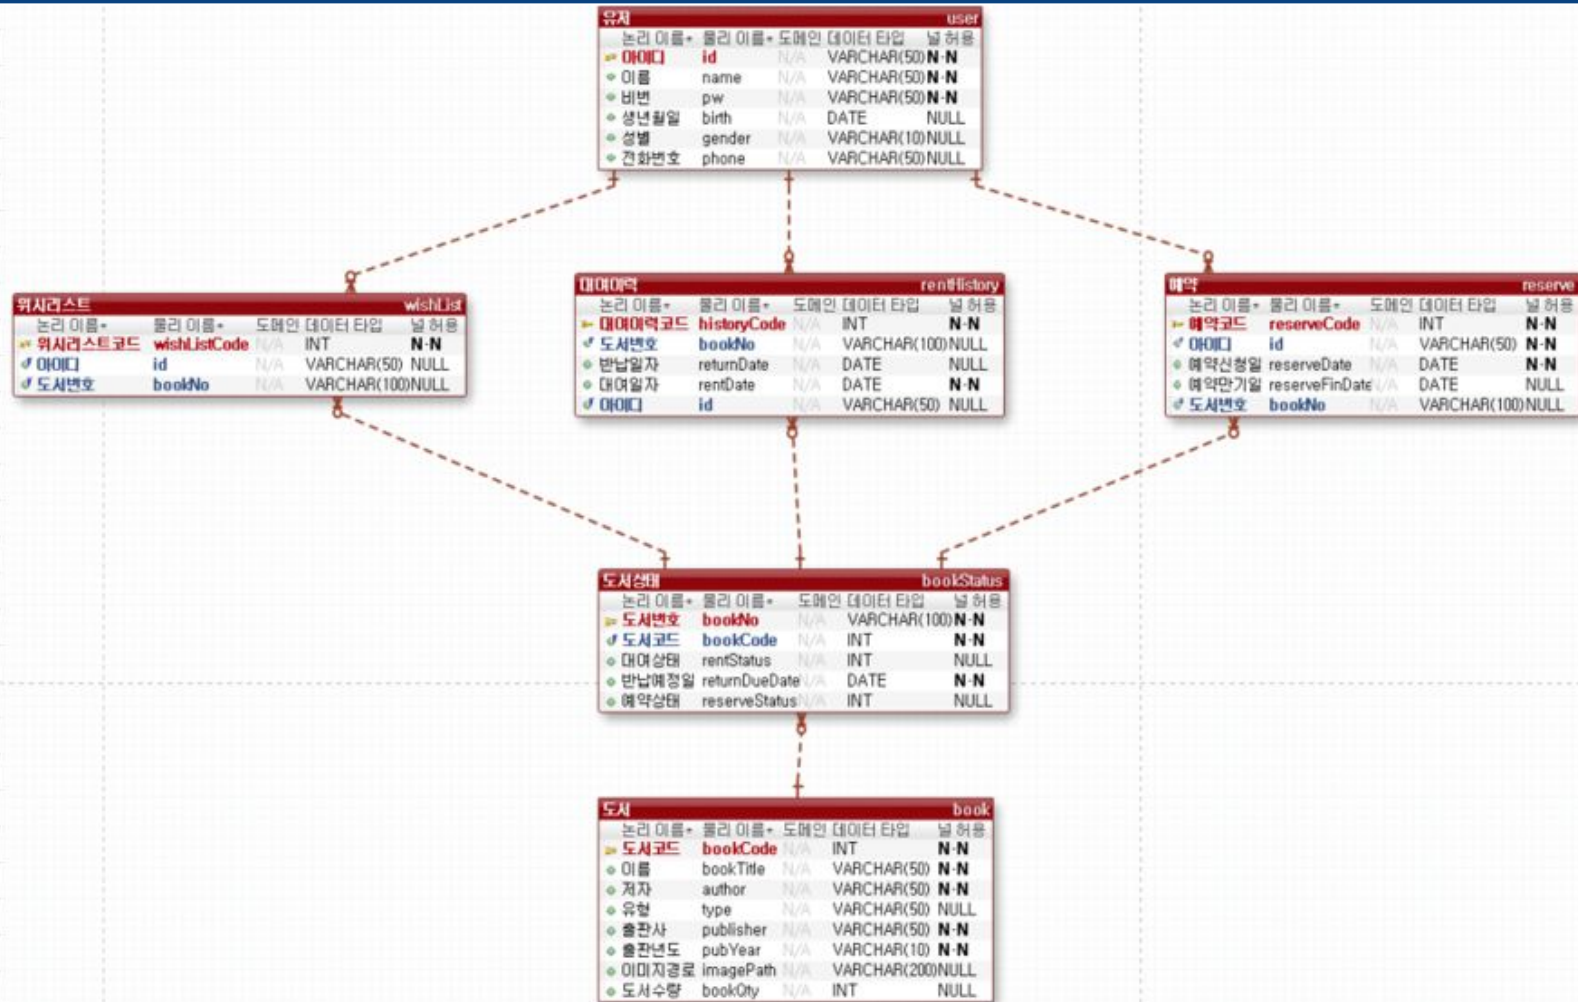 유저 user
논리 이름* 물리 이름* 도메인 데이터 타입 널 허용
아이디 id N/A VARCHAR(50) N-N
이름 name N/A VARCHAR(50) N-N
비번 pw N/A VARCHAR(50) N-N
생년월일 birth N/A DATE NULL
성별 gender N/A VARCHAR(10) NULL
전화번호 phone N/A VARCHAR(50) NULL
위시리스트 wishList
논리 이름* 물리 이름* 도메인 데이터 타입 널 허용
위시리스트코드 wishListCode N/A INT N-N
아이디 id N/A VARCHAR(50) NULL
도서번호 bookNo N/A VARCHAR(100) NULL
대여이력 rentHistory
논리 이름* 물리 이름* 도메인 데이터 타입 널 허용
대여이력코드 historyCode N/A INT N-N
도서번호 bookNo N/A VARCHAR(100) NULL
반납일자 returnDate N/A DATE NULL
대여일자 rentDate N/A DATE N-N
아이디 id N/A VARCHAR(50) NULL
예약 reserve
논리 이름* 물리 이름* 도메인 데이터 타입 널 허용
예약코드 reserveCode N/A INT N-N
아이디 id N/A VARCHAR(50) N-N
예약신청일 reserveDate N/A DATE N-N
예약만기일 reserveFinDate N/A DATE NULL
도서번호 bookNo N/A VARCHAR(100) NULL
도서상태 bookStatus
논리 이름* 물리 이름* 도메인 데이터 타입 널 허용
도서번호 bookNo N/A VARCHAR(100) N-N
도서코드 bookCode N/A INT N-N
대여상태 rentStatus N/A INT NULL
반납예정일 returnDueDate N/A DATE N-N
예약상태 reserveStatus N/A INT NULL
도서 book
논리 이름* 물리 이름* 도메인 데이터 타입 널 허용
도서코드 bookCode N/A INT N-N
이름 bookTitle N/A VARCHAR(50) N-N
저자 author N/A VARCHAR(50) N-N
유형 type N/A VARCHAR(50) NULL
출판사 publisher N/A VARCHAR(50) N-N
출판년도 pubYear N/A VARCHAR(10) N-N
이미지경로 imagePath N/A VARCHAR(200) NULL
도서수량 bookQty N/A INT NULL